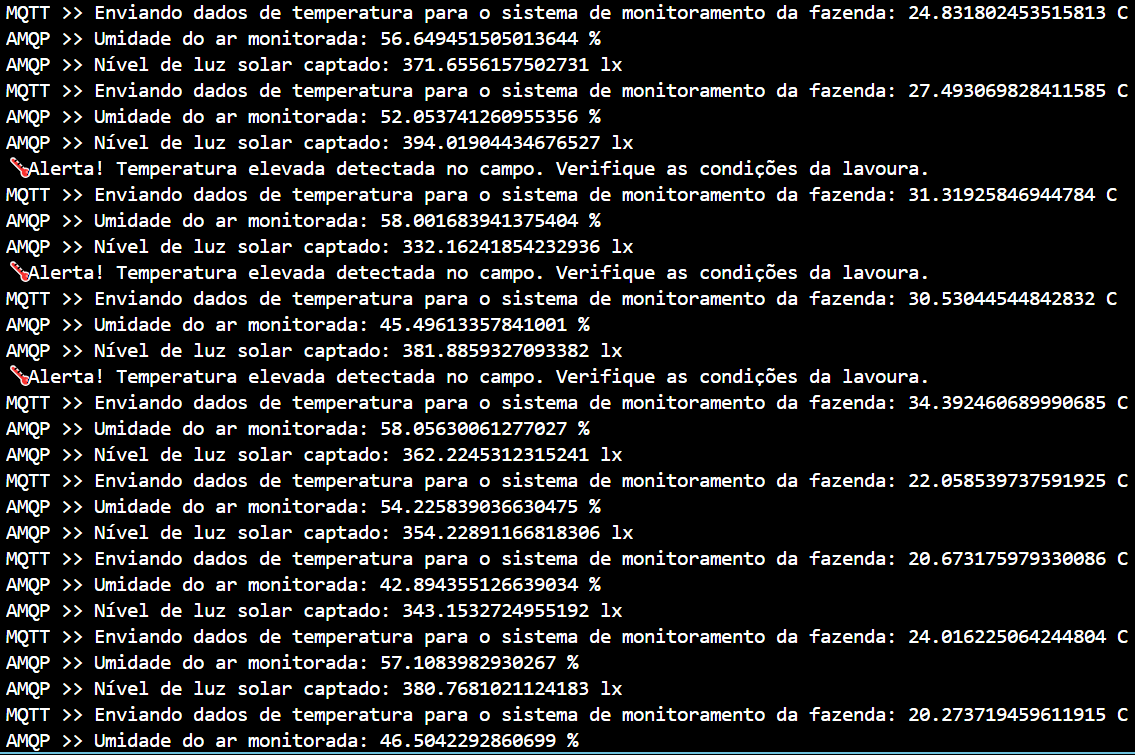 MQTT >> Enviando dados de temperatura para o sistema de monitoramento da fazenda: 24.831802453515813 C
AMQP >> Umidade do ar monitorada: 56.649451505013644 %
AMQP >> Nível de luz solar captado: 371.6556157502731 lx
MQTT >> Enviando dados de temperatura para o sistema de monitoramento da fazenda: 27.493069828411585 C
AMQP >> Umidade do ar monitorada: 52.053741260955356 %
AMQP >> Nível de luz solar captado: 394.01904434676527 lx
🌡️Alerta! Temperatura elevada detectada no campo. Verifique as condições da lavoura.
MQTT >> Enviando dados de temperatura para o sistema de monitoramento da fazenda: 31.31925846944784 C
AMQP >> Umidade do ar monitorada: 58.001683941375404 %
AMQP >> Nível de luz solar captado: 332.16241854232936 lx
🌡️Alerta! Temperatura elevada detectada no campo. Verifique as condições da lavoura.
MQTT >> Enviando dados de temperatura para o sistema de monitoramento da fazenda: 30.53044544842832 C
AMQP >> Umidade do ar monitorada: 45.49613357841001 %
AMQP >> Nível de luz solar captado: 381.8859327093382 lx
🌡️Alerta! Temperatura elevada detectada no campo. Verifique as condições da lavoura.
MQTT >> Enviando dados de temperatura para o sistema de monitoramento da fazenda: 34.392460689990685 C
AMQP >> Umidade do ar monitorada: 58.05630061277027 %
AMQP >> Nível de luz solar captado: 362.2245312315241 lx
MQTT >> Enviando dados de temperatura para o sistema de monitoramento da fazenda: 22.058539737591925 C
AMQP >> Umidade do ar monitorada: 54.225839036630475 %
AMQP >> Nível de luz solar captado: 354.22891166818306 lx
MQTT >> Enviando dados de temperatura para o sistema de monitoramento da fazenda: 20.673175979330086 C
AMQP >> Umidade do ar monitorada: 42.894355126639034 %
AMQP >> Nível de luz solar captado: 343.1532724955192 lx
MQTT >> Enviando dados de temperatura para o sistema de monitoramento da fazenda: 24.016225064244804 C
AMQP >> Umidade do ar monitorada: 57.1083982930267 %
AMQP >> Nível de luz solar captado: 380.7681021124183 lx
MQTT >> Enviando dados de temperatura para o sistema de monitoramento da fazenda: 20.273719459611915 C
AMQP >> Umidade do ar monitorada: 46.5042292860699 %